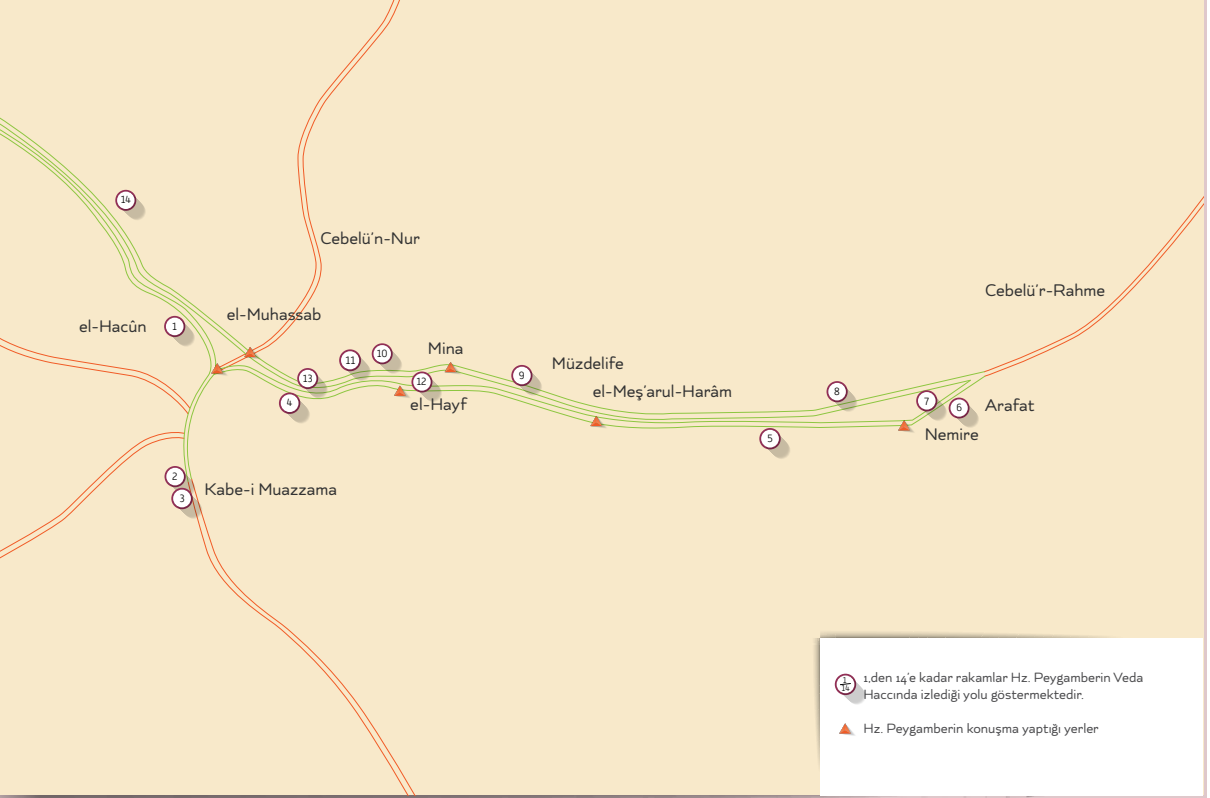 14
Cebelü'n-Nur
Cebelü'r-Rahme
el-Muhassab
el-Hacûn
1
11
10
Mina
Müzdelife
13
12
9
el-Meş'arul-Harâm
8
4
el-Hayf
7
6
Arafat
5
Nemire
2
3
Kabe-i Muazzama
1
14
1,den 14'e kadar rakamlar Hz. Peygamberin Veda
Haccında izlediği yolu göstermektedir.
Hz. Peygamberin konuşma yaptığı yerler